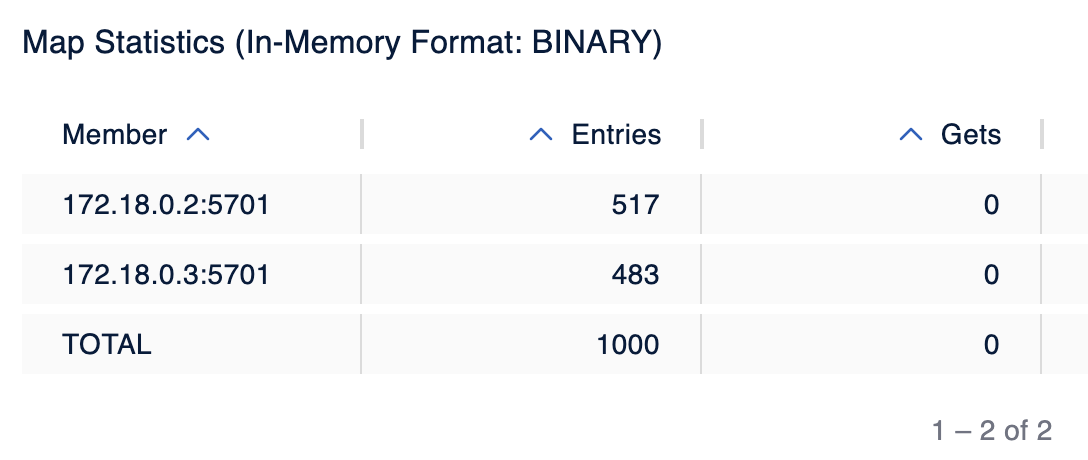 Map Statistics (In-Memory Format: BINARY)
Member Entries Gets
172.18.0.2:5701 517 0
172.18.0.3:5701 483 0
TOTAL 1000 0
1 – 2 of 2